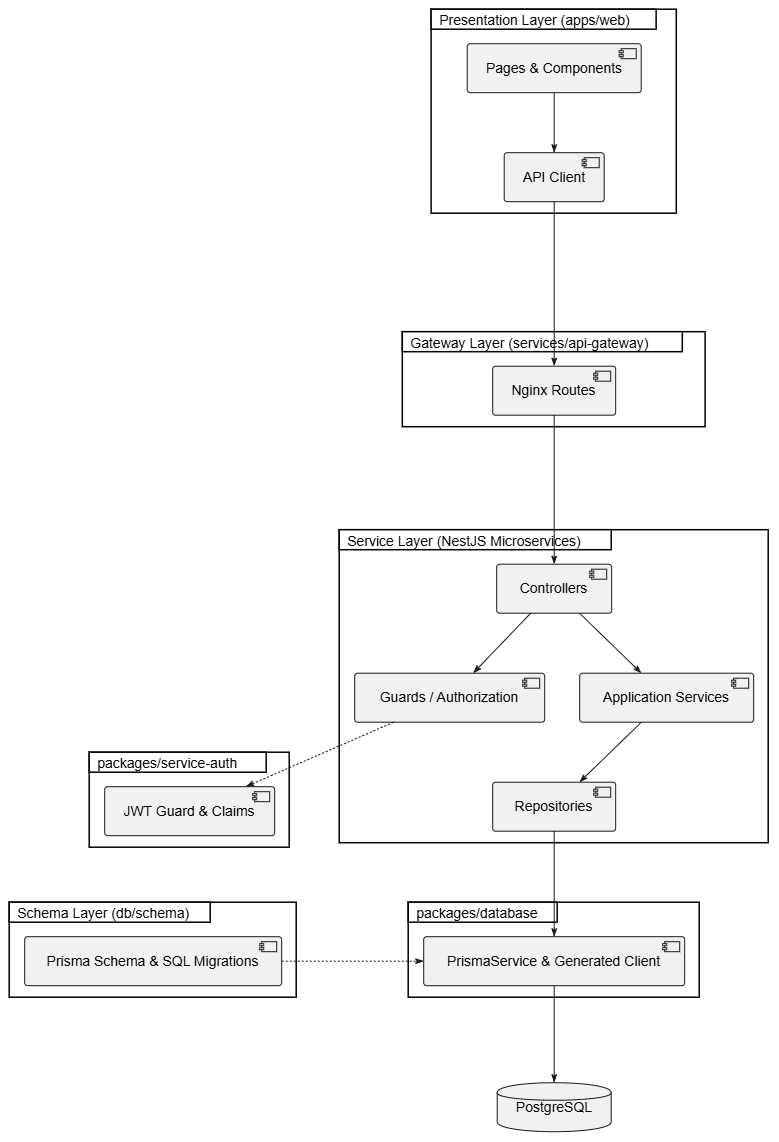 Presentation Layer (apps/web)
Pages & Components
API Client
Gateway Layer (services/api-gateway)
Nginx Routes
Service Layer (NestJS Microservices)
Controllers
Guards / Authorization
Application Services
packages/service-auth
JWT Guard & Claims
Repositories
Schema Layer (db/schema)
packages/database
Prisma Schema & SQL Migrations
PrismaService & Generated Client
PostgreSQL